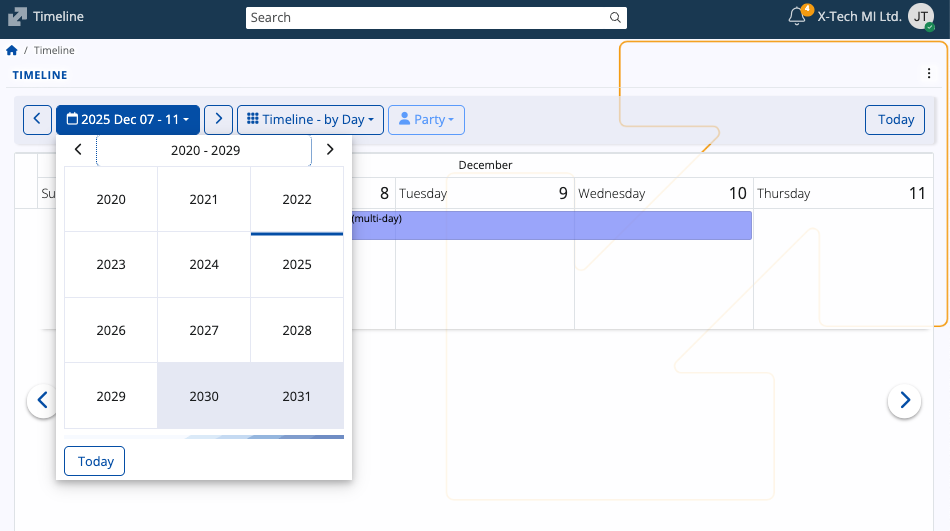 Timeline
Search
4
X-Tech MI Ltd.
JT
/ Timeline
TIMELINE
2025 Dec 07 - 11
Timeline - by Day
Party
Today
2020 - 2029
December
Su
8
Tuesday
9
Wednesday
10
Thursday
11
(multi-day)
2020
2021
2022
2023
2024
2025
2026
2027
2028
2029
2030
2031
Today